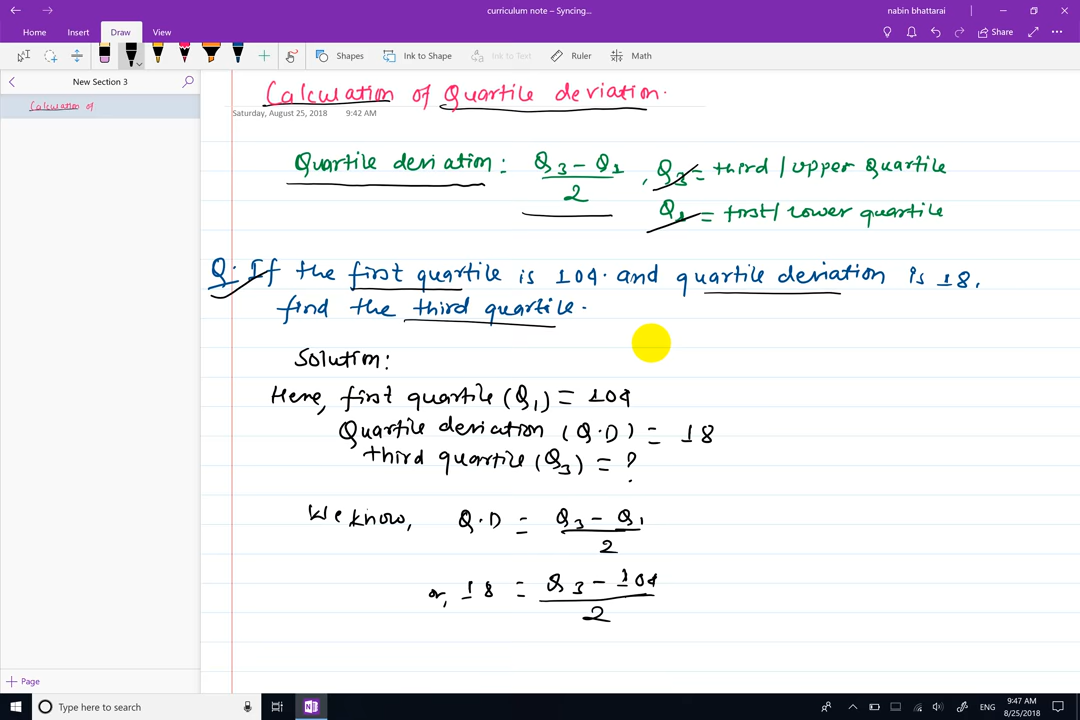 curriculum note - Syncing...
nabin bhattarai
Home Insert Draw View
Share
Shapes Ink to Shape Ink to Text Ruler Math
New Section 3
Calculation of
Calculation of Quartile deviation.
Saturday, August 25, 2018 9:42 AM
Quartile deviation: Q3 - Q1 / 2 , Q3 = third / Upper Quartile
Q1 = first / lower quartile
Q. If the first quartile is 104. and quartile deviation is 18,
find the third quartile.
Solution:
Here, first quartile (Q1) = 104
Quartile deviation (Q.D) = 18
third quartile (Q3) = ?
We know, Q.D = Q3 - Q1 / 2
or, 18 = Q3 - 104 / 2
+ Page
Type here to search
ENG
9:47 AM
8/25/2018